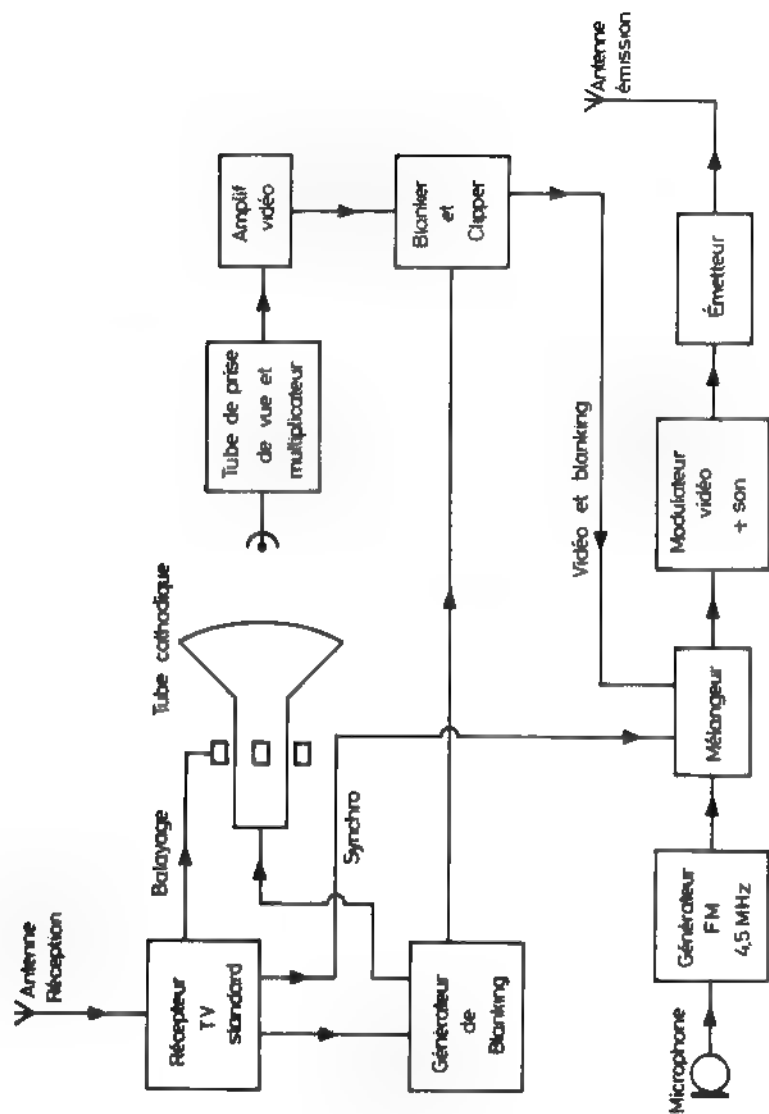 Antenne
Réception
Récepteur
TV
standard
Balayage
Tube cathodique
Tube de prise
de vue et
multiplicateur
Amplif
vidéo
Synchro
Générateur
de
Blanking
Blanker
et
Clipper
Vidéo et blanking
Microphone
Générateur
FM
4,5 MHz
Mélangeur
Modulateur
vidéo
+ son
Émetteur
Antenne
émission